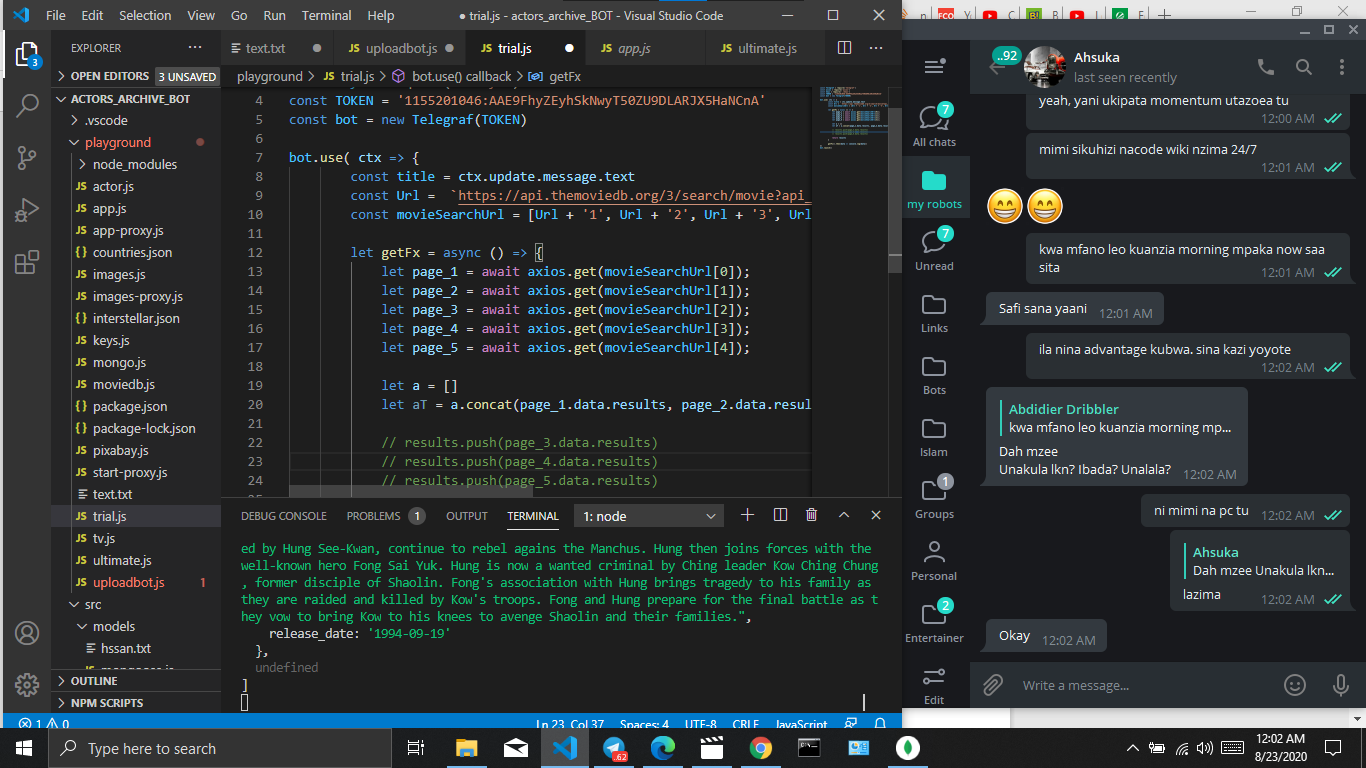 File Edit Selection View Go Run Terminal Help
● trial.js - actors_archive_BOT - Visual Studio Code
EXPLORER
OPEN EDITORS 3 UNSAVED
ACTORS_ARCHIVE_BOT
.vscode
playground
node_modules
JS actor.js
JS app.js
JS app-proxy.js
{} countries.json
JS images.js
JS images-proxy.js
{} interstellar.json
JS keys.js
JS mongo.js
JS moviedb.js
{} package.json
{} package-lock.json
JS pixabay.js
JS start-proxy.js
text.txt
JS trial.js
JS tv.js
JS ultimate.js
JS uploadbot.js 1
src
models
hssan.txt
OUTLINE
NPM SCRIPTS
3
text.txt
JS uploadbot.js
JS trial.js
JS app.js
JS ultimate.js
playground > JS trial.js > bot.use() callback > getFx
4 const TOKEN = '1155201046:AAE9FhyZEyhSkNwyT50ZU9DLARJX5HaNCnA'
5 const bot = new Telegraf(TOKEN)
6
7 bot.use( ctx => {
8 const title = ctx.update.message.text
9 const Url = `https://api.themoviedb.org/3/search/movie?api_
10 const movieSearchUrl = [Url + '1', Url + '2', Url + '3', Url
11
12 let getFx = async () => {
13 let page_1 = await axios.get(movieSearchUrl[0]);
14 let page_2 = await axios.get(movieSearchUrl[1]);
15 let page_3 = await axios.get(movieSearchUrl[2]);
16 let page_4 = await axios.get(movieSearchUrl[3]);
17 let page_5 = await axios.get(movieSearchUrl[4]);
18
19 let a = []
20 let aT = a.concat(page_1.data.results, page_2.data.resul
21
22 // results.push(page_3.data.results)
23 // results.push(page_4.data.results)
24 // results.push(page_5.data.results)
DEBUG CONSOLE PROBLEMS 1 OUTPUT TERMINAL 1: node
ed by Hung See-Kwan, continue to rebel agains the Manchus. Hung then joins forces with the
well-known hero Fong Sai Yuk. Hung is now a wanted criminal by Ching leader Kow Ching Chung
, former disciple of Shaolin. Fong's association with Hung brings tragedy to his family as
they are raided and killed by Kow's troops. Fong and Hung prepare for the final battle as t
hey vow to bring Kow to his knees to avenge Shaolin and their families.",
release_date: '1994-09-19'
},
undefined
]
1 0 Ln 23, Col 37 Spaces: 4 UTF-8 CRLF JavaScript
..92
Ahsuka
last seen recently
7
All chats
my robots
7
Unread
Links
Bots
Islam
1
Groups
Personal
2
Entertainer
Edit
yeah, yani ukipata momentum utazoea tu
12:00 AM
mimi sikuhizi nacode wiki nzima 24/7
12:01 AM
kwa mfano leo kuanzia morning mpaka now saa
sita 12:01 AM
Safi sana yaani 12:01 AM
ila nina advantage kubwa. sina kazi yoyote
12:02 AM
Abdidier Dribbler
kwa mfano leo kuanzia morning mp...
Dah mzee
Unakula lkn? Ibada? Unalala? 12:02 AM
ni mimi na pc tu 12:02 AM
Ahsuka
Dah mzee Unakula lkn...
lazima 12:02 AM
Okay 12:02 AM
Write a message...
Type here to search
.62
12:02 AM
8/23/2020